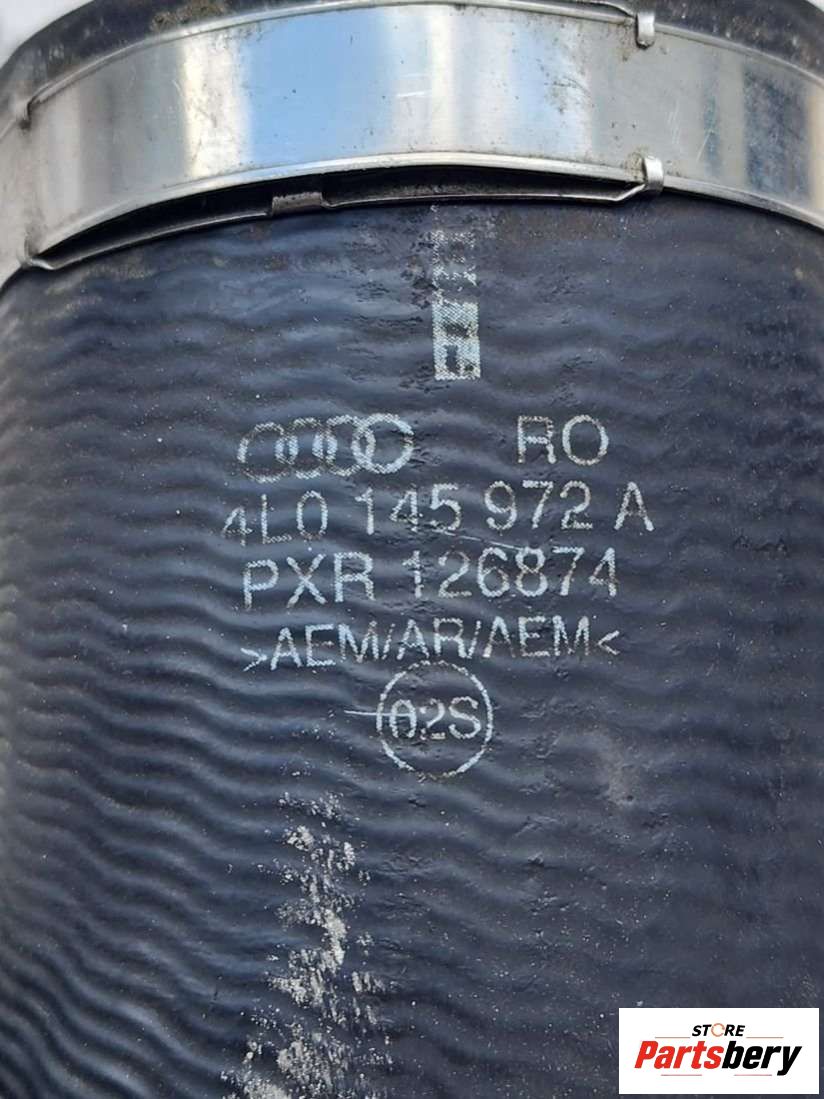 RO
4L0 145 972 A
PXR 126874
>AEM/AR/AEM<
02S
STORE
Partsbery